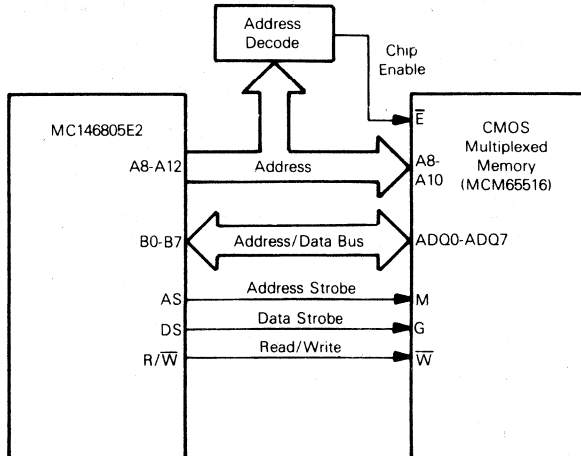 Address
Decode
Chip
Enable
MC146805E2
E̅
CMOS
Multiplexed
Memory
(MCM65516)
A8-A12
Address
A8-
A10
B0-B7
Address/Data Bus
ADQ0-ADQ7
AS
Address Strobe
M
DS
Data Strobe
G
R/W̅
Read/Write
W̅